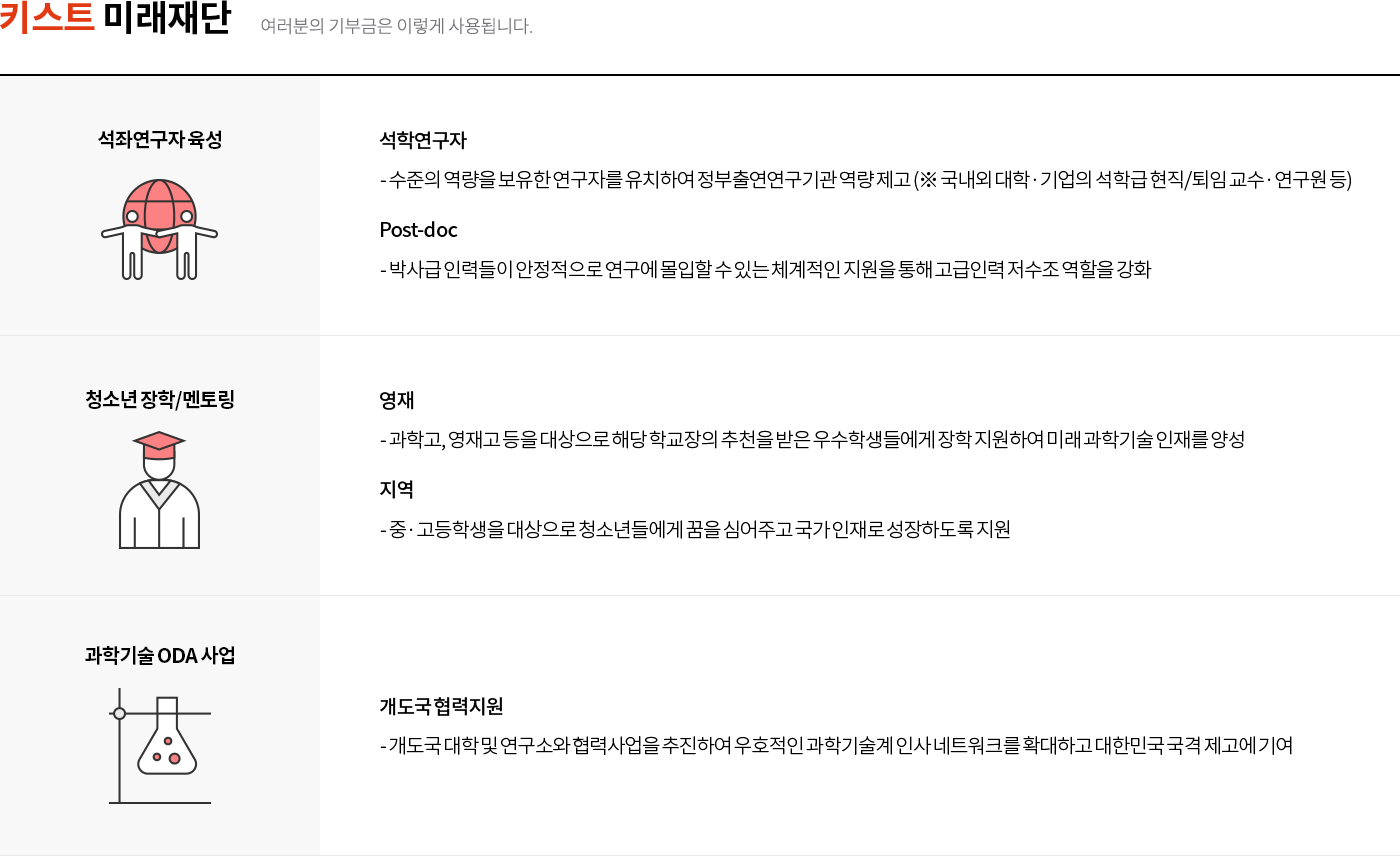 키스트 미래재단 여러분의 기부금은 이렇게 사용됩니다.
석좌연구자 육성
석학연구자
- 수준의 역량을 보유한 연구자를 유치하여 정부출연연구기관 역량 제고 (※ 국내외 대학 · 기업의 석학급 현직/퇴임 교수 · 연구원 등)
Post-doc
- 박사급 인력들이 안정적으로 연구에 몰입할 수 있는 체계적인 지원을 통해 고급인력 저수조 역할을 강화
청소년 장학/멘토링
영재
- 과학고, 영재고 등을 대상으로 해당 학교장의 추천을 받은 우수학생들에게 장학 지원하여 미래 과학기술 인재를 양성
지역
- 중 · 고등학생을 대상으로 청소년들에게 꿈을 심어주고 국가 인재로 성장하도록 지원
과학기술 ODA 사업
개도국 협력지원
- 개도국 대학 및 연구소와 협력사업을 추진하여 우호적인 과학기술계 인사 네트워크를 확대하고 대한민국 국격 제고에 기여